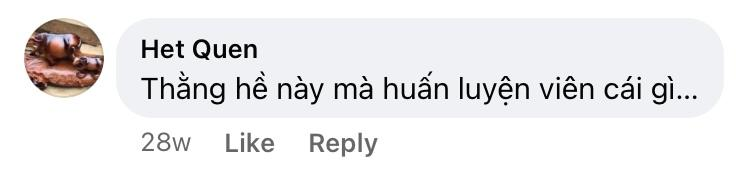 Het Quen
Thằng hề này mà huấn luyện viên cái gì...
28w Like Reply